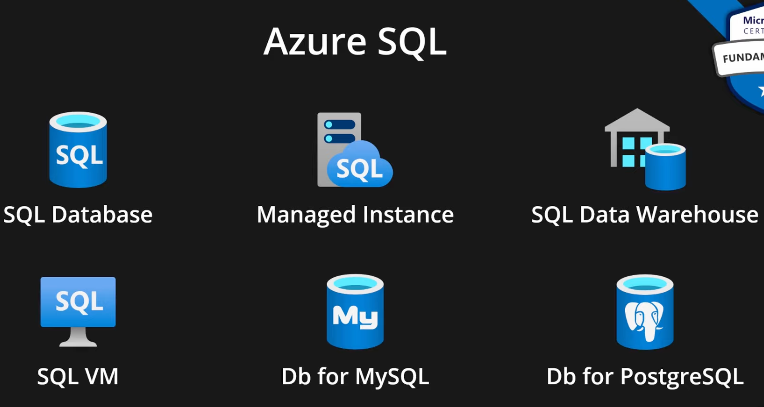 Azure SQL
Micr
CERT
FUNDAM
SQL
SQL
SQL Database
Managed Instance
SQL Data Warehouse
SQL
My
SQL VM
Db for MySQL
Db for PostgreSQL